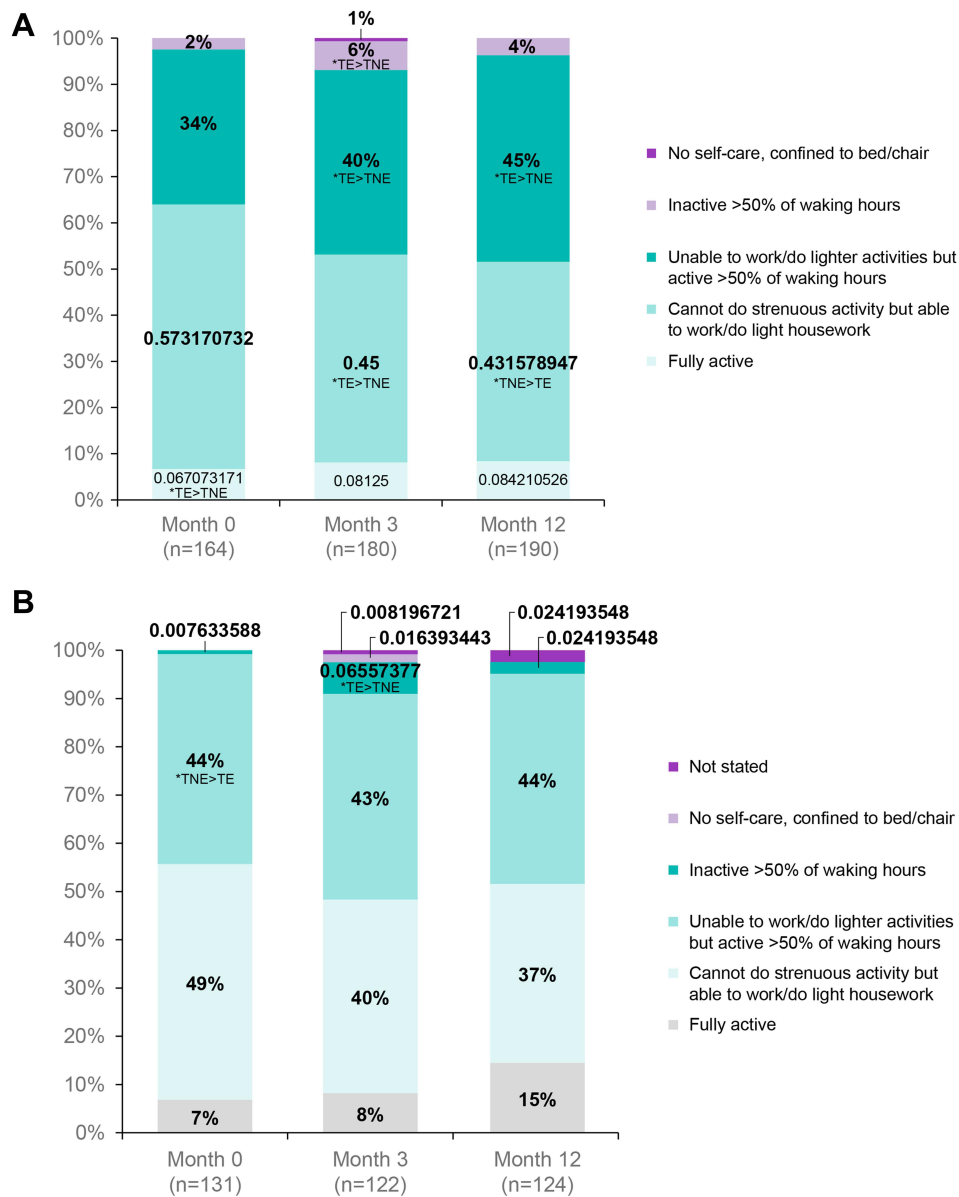 A
1%
100%
90%
80%
70%
60%
50%
40%
30%
20%
10%
0%
2%
34%
0.573170732
0.067073171
*TE>TNE
6%
*TE>TNE
40%
*TE>TNE
0.45
*TE>TNE
0.08125
4%
45%
*TE>TNE
0.431578947
*TNE>TE
0.084210526
Month 0
(n=164)
Month 3
(n=180)
Month 12
(n=190)
No self-care, confined to bed/chair
Inactive >50% of waking hours
Unable to work/do lighter activities but
active >50% of waking hours
Cannot do strenuous activity but able
to work/do light housework
Fully active
B
100%
90%
80%
70%
60%
50%
40%
30%
20%
10%
0%
0.007633588
44%
*TNE>TE
49%
7%
0.008196721
0.016393443
0.06557377
*TE>TNE
43%
40%
8%
0.024193548
0.024193548
44%
37%
15%
Month 0
(n=131)
Month 3
(n=122)
Month 12
(n=124)
Not stated
No self-care, confined to bed/chair
Inactive >50% of waking hours
Unable to work/do lighter activities
but active >50% of waking hours
Cannot do strenuous activity but
able to work/do light housework
Fully active